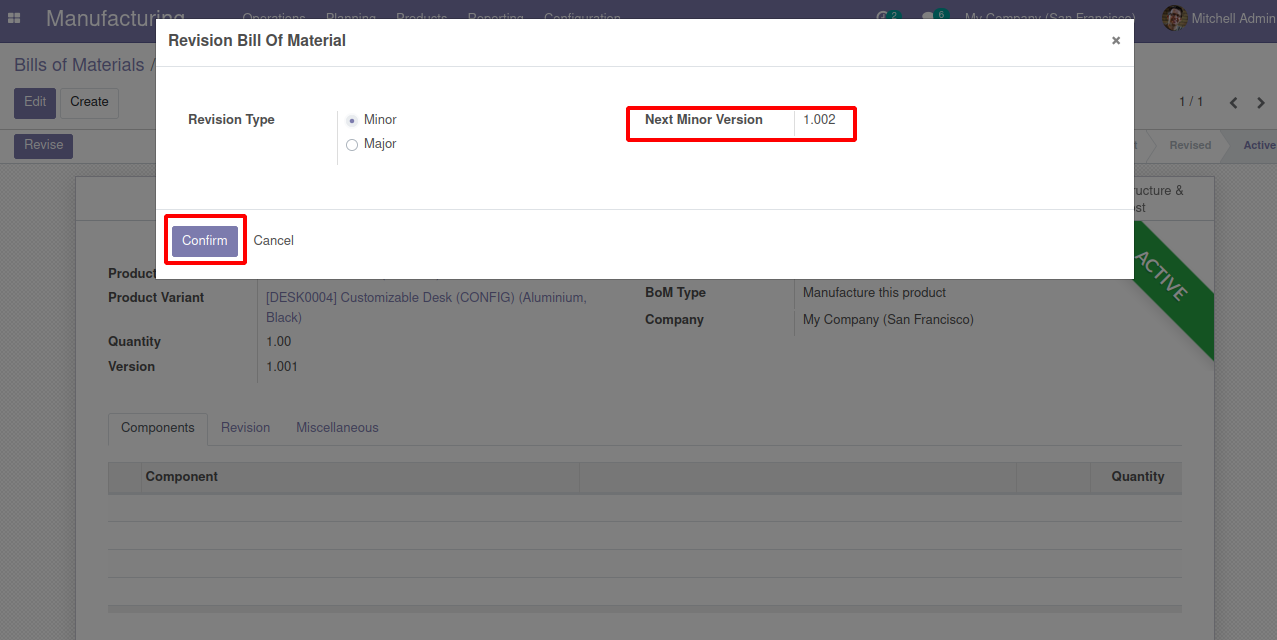 Manufacturing Operations Planning Products Reporting Configuration 2 6 My Company (San Francisco) Mitchell Admin
Revision Bill Of Material ×
Bills of Materials /
Edit Create 1 / 1
Revision Type Minor Next Minor Version 1.002
Major
Revise Revised Active
ucture &
st
Confirm Cancel
ACTIVE
Product
Product Variant [DESK0004] Customizable Desk (CONFIG) (Aluminium, BoM Type Manufacture this product
Black) Company My Company (San Francisco)
Quantity 1.00
Version 1.001
Components Revision Miscellaneous
Component Quantity